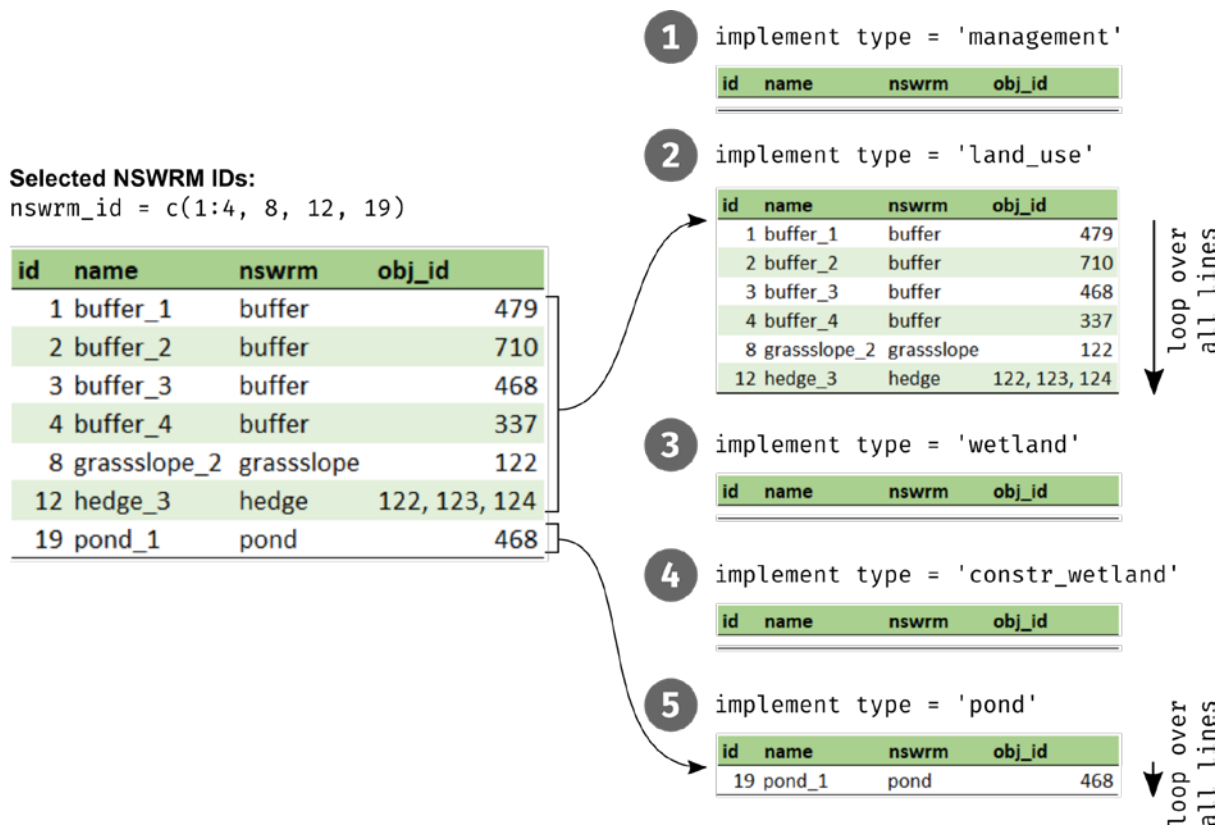 Selected NSWRM IDs:
nswrm_id = c(1:4, 8, 12, 19)
id name nswrm obj_id
1 buffer_1 buffer 479
2 buffer_2 buffer 710
3 buffer_3 buffer 468
4 buffer_4 buffer 337
8 grassslope_2 grassslope 122
12 hedge_3 hedge 122, 123, 124
19 pond_1 pond 468
1 implement type = 'management'
id name nswrm obj_id
2 implement type = 'land_use'
id name nswrm obj_id
1 buffer_1 buffer 479
2 buffer_2 buffer 710
3 buffer_3 buffer 468
4 buffer_4 buffer 337
8 grassslope_2 grassslope 122
12 hedge_3 hedge 122, 123, 124
loop over
all lines
3 implement type = 'wetland'
id name nswrm obj_id
4 implement type = 'constr_wetland'
id name nswrm obj_id
5 implement type = 'pond'
id name nswrm obj_id
19 pond_1 pond 468
loop over
all lines